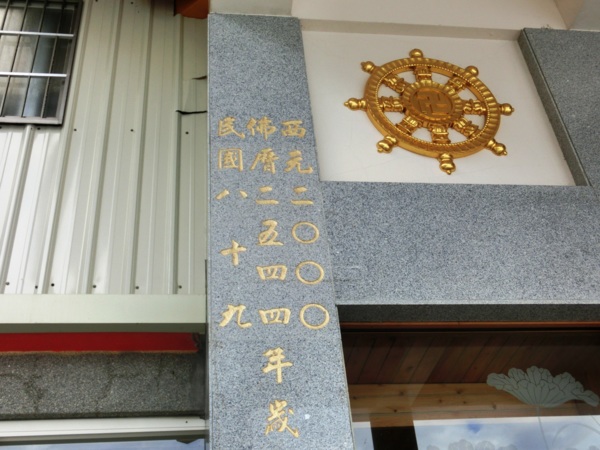 西元二〇〇〇
佛曆二五四四年歲
民國八十九